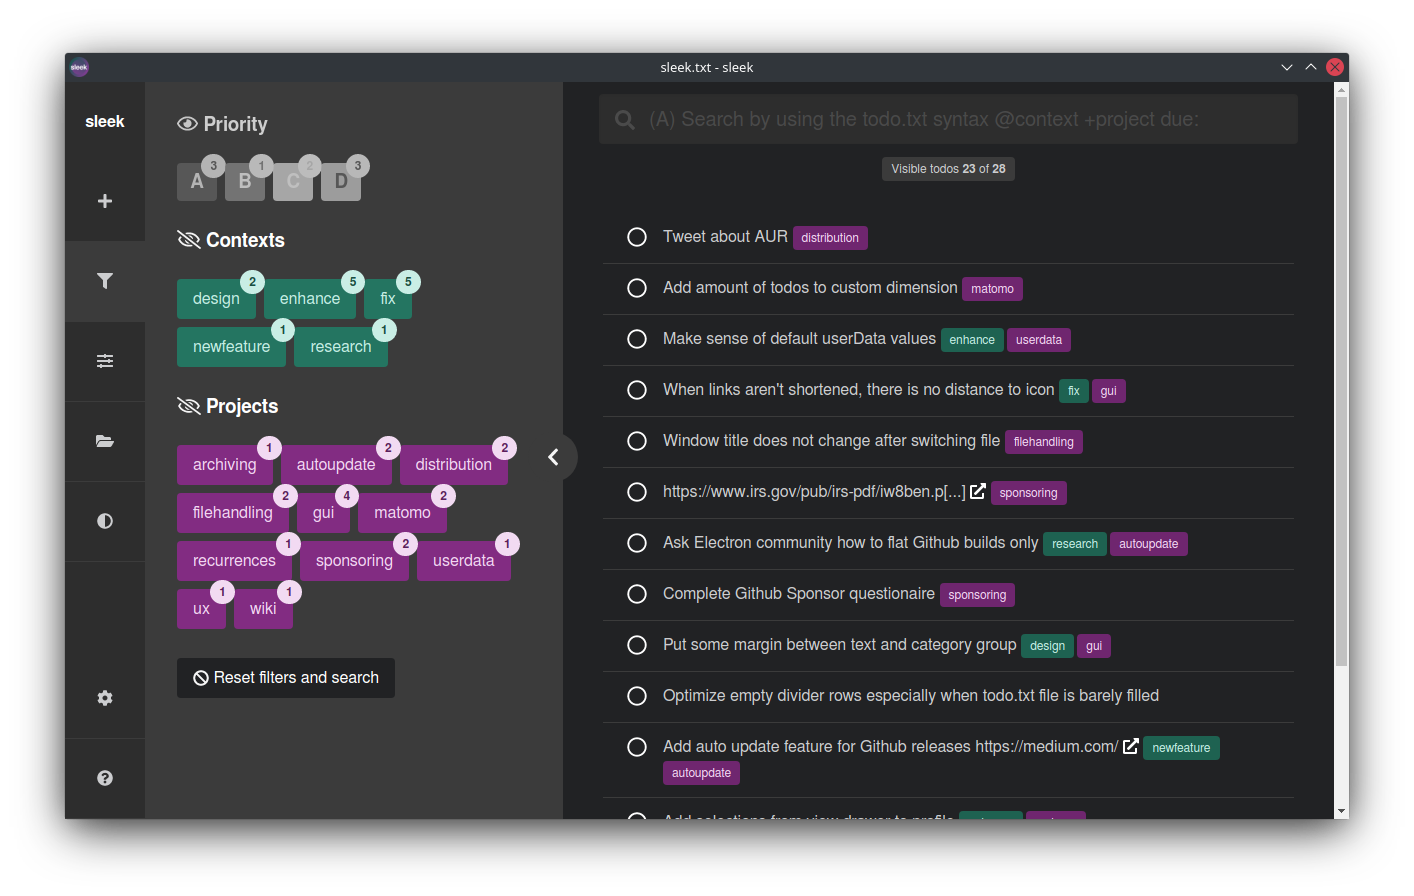 sleek
sleek.txt - sleek
sleek
Priority
A 3 B 1 C 2 D 3
Contexts
design 2 enhance 5 fix 5
newfeature 1 research 1
Projects
archiving 1 autoupdate 2 distribution 2
filehandling 2 gui 4 matomo 2
recurrences 1 sponsoring 2 userdata 1
ux 1 wiki 1
Reset filters and search
(A) Search by using the todo.txt syntax @context +project due:
Visible todos 23 of 28
Tweet about AUR distribution
Add amount of todos to custom dimension matomo
Make sense of default userData values enhance userdata
When links aren't shortened, there is no distance to icon fix gui
Window title does not change after switching file filehandling
https://www.irs.gov/pub/irs-pdf/iw8ben.p[...] sponsoring
Ask Electron community how to flat Github builds only research autoupdate
Complete Github Sponsor questionaire sponsoring
Put some margin between text and category group design gui
Optimize empty divider rows especially when todo.txt file is barely filled
Add auto update feature for Github releases https://medium.com/ newfeature
autoupdate
Add selections from view drawer to profile